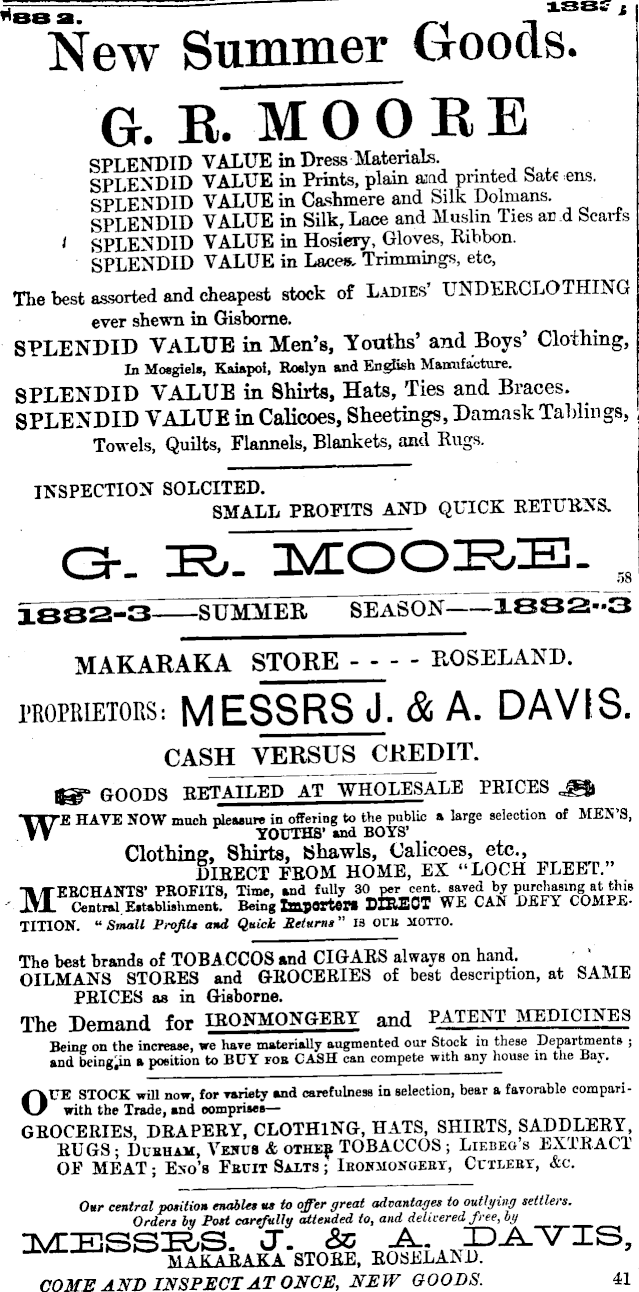 1882. 1882
New Summer Goods.
G. R. MOORE
SPLENDID VALUE in Dress Materials.
SPLENDID VALUE in Prints, plain and printed Sateens.
SPLENDID VALUE in Cashmere and Silk Dolmans.
SPLENDID VALUE in Silk, Lace and Muslin Ties and Scarfs
SPLENDID VALUE in Hosiery, Gloves, Ribbon.
SPLENDID VALUE in Laces, Trimmings, etc,
The best assorted and cheapest stock of LADIES' UNDERCLOTHING
ever shewn in Gisborne.
SPLENDID VALUE in Men's, Youths' and Boys' Clothing,
In Mosgiels, Kaiapoi, Roslyn and English Manufacture.
SPLENDID VALUE in Shirts, Hats, Ties and Braces.
SPLENDID VALUE in Calicoes, Sheetings, Damask Tablings,
Towels, Quilts, Flannels, Blankets, and Rugs.
INSPECTION SOLCITED.
SMALL PROFITS AND QUICK RETURNS.
G. R. MOORE.
58
1882-3—SUMMER SEASON—1882-3
MAKARAKA STORE - - - - ROSELAND.
PROPRIETORS: MESSRS J. & A. DAVIS.
CASH VERSUS CREDIT.
GOODS RETAILED AT WHOLESALE PRICES
WE HAVE NOW much pleasure in offering to the public a large selection of MEN'S,
YOUTHS' and BOYS'
Clothing, Shirts, Shawls, Calicoes, etc.,
DIRECT FROM HOME, EX "LOCH FLEET."
MERCHANTS' PROFITS, Time, and fully 30 per cent. saved by purchasing at this
Central Establishment. Being Importers DIRECT WE CAN DEFY COMPE-
TITION. "Small Profits and Quick Returns" IS OUR MOTTO.
The best brands of TOBACCOS and CIGARS always on hand.
OILMANS STORES and GROCERIES of best description, at SAME
PRICES as in Gisborne.
The Demand for IRONMONGERY and PATENT MEDICINES
Being on the increase, we have materially augmented our Stock in these Departments ;
and being in a position to BUY FOR CASH can compete with any house in the Bay.
OUR STOCK will now, for variety and carefulness in selection, bear a favorable compari-
with the Trade, and comprises—
GROCERIES, DRAPERY, CLOTHING, HATS, SHIRTS, SADDLERY,
RUGS ; DURHAM, VENUS & OTHER TOBACCOS ; LIEBEG'S EXTRACT
OF MEAT ; ENO'S FRUIT SALTS ; IRONMONGERY, CUTLERY, &C.
Our central position enables us to offer great advantages to outlying settlers.
Orders by Post carefully attended to, and delivered free, by
MESSRS. J. & A. DAVIS,
MAKARAKA STORE, ROSELAND.
COME AND INSPECT AT ONCE, NEW GOODS. 41